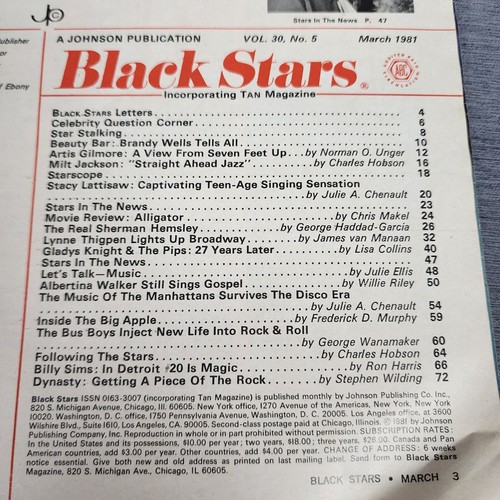 JPC
Stars In The News P. 47
ublisher
or
f Ebony
A JOHNSON PUBLICATION VOL. 30, No. 5 March 1981
Black Stars®
Incorporating TAN Magazine
ABC
BLACK STARS Letters 4
Celebrity Question Corner 6
Star Stalking 8
Beauty Bar: Brandy Wells Tells All 10
Artis Gilmore: A View From Seven Feet Up...by Norman O. Unger 12
Milt Jackson: "Straight Ahead Jazz" by Charles Hobson 16
Starscope 18
Stacy Lattisaw: Captivating Teen-Age Singing Sensation
by Julie A. Chenault 20
Stars In The News 23
Movie Review: Alligator by Chris Makel 24
The Real Sherman Hemsley by George Haddad-Garcia 26
Lynne Thigpen Lights Up Broadway by James van Manaan 32
Gladys Knight & The Pips: 27 Years Later by Lisa Collins 40
Stars In The News 47
Let's Talk—Music by Julie Ellis 48
Albertina Walker Still Sings Gospel by Willie Riley 50
The Music Of The Manhattans Survives The Disco Era
by Julie A. Chenault 54
Inside The Big Apple by Frederick D. Murphy 59
The Bus Boys Inject New Life Into Rock & Roll
by George Wanamaker 60
Following The Stars by Charles Hobson 64
Billy Sims: In Detroit #20 Is Magic by Ron Harris 66
Dynasty: Getting A Piece Of The Rock by Stephen Wilding 72
Black Stars ISSN 0163-3007 (incorporating Tan Magazine) is published monthly by Johnson Publishing Co. Inc.,
820 S. Michigan Avenue, Chicago, Ill. 60605. New York office, 1270 Avenue of the Americas, New York, New York
10020. Washington, D. C. office, 1750 Pennsylvania Avenue, Washington, D. C. 20005. Los Angeles office, at 3600
Wilshire Blvd., Suite 1610, Los Angeles, CA. 90005. Second-class postage paid at Chicago, Illinois. © 1981 by Johnson
Publishing Company, Inc. Reproduction in whole or in part prohibited without permission. SUBSCRIPTION RATES:
In the United States and its possessions, $10.00 per year; two years, $18.00; three years, $26.00. Canada and Pan
American countries, add $3.00 per year. Other countries, add $4.00 per year. CHANGE OF ADDRESS: 6 weeks
notice essential. Give both new and old address as printed on last mailing label. Send form to Black Stars
Magazine, 820 S. Michigan Ave., Chicago, IL 60605.
BLACK STARS • MARCH 3